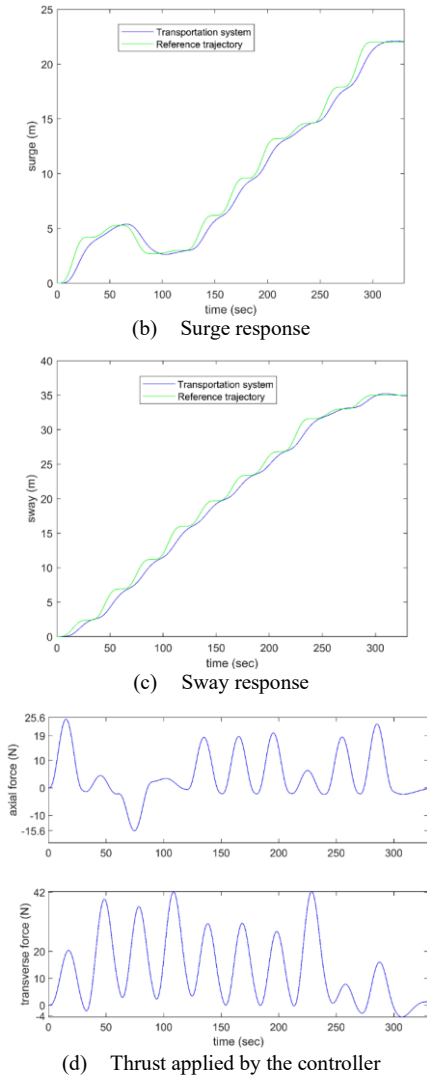 25
20
15
10
5
0
surge (m)
Transportation system
Reference trajectory
0 50 100 150 200 250 300
time (sec)
(b) Surge response
40
35
30
25
20
15
10
5
0
sway (m)
Transportation system
Reference trajectory
0 50 100 150 200 250 300
time (sec)
(c) Sway response
25.6
19
0
-10
-15.6
axial force (N)
0 50 100 150 200 250 300
42
20
10
0
-4
transverse force (N)
0 50 100 150 200 250 300
time (sec)
(d) Thrust applied by the controller